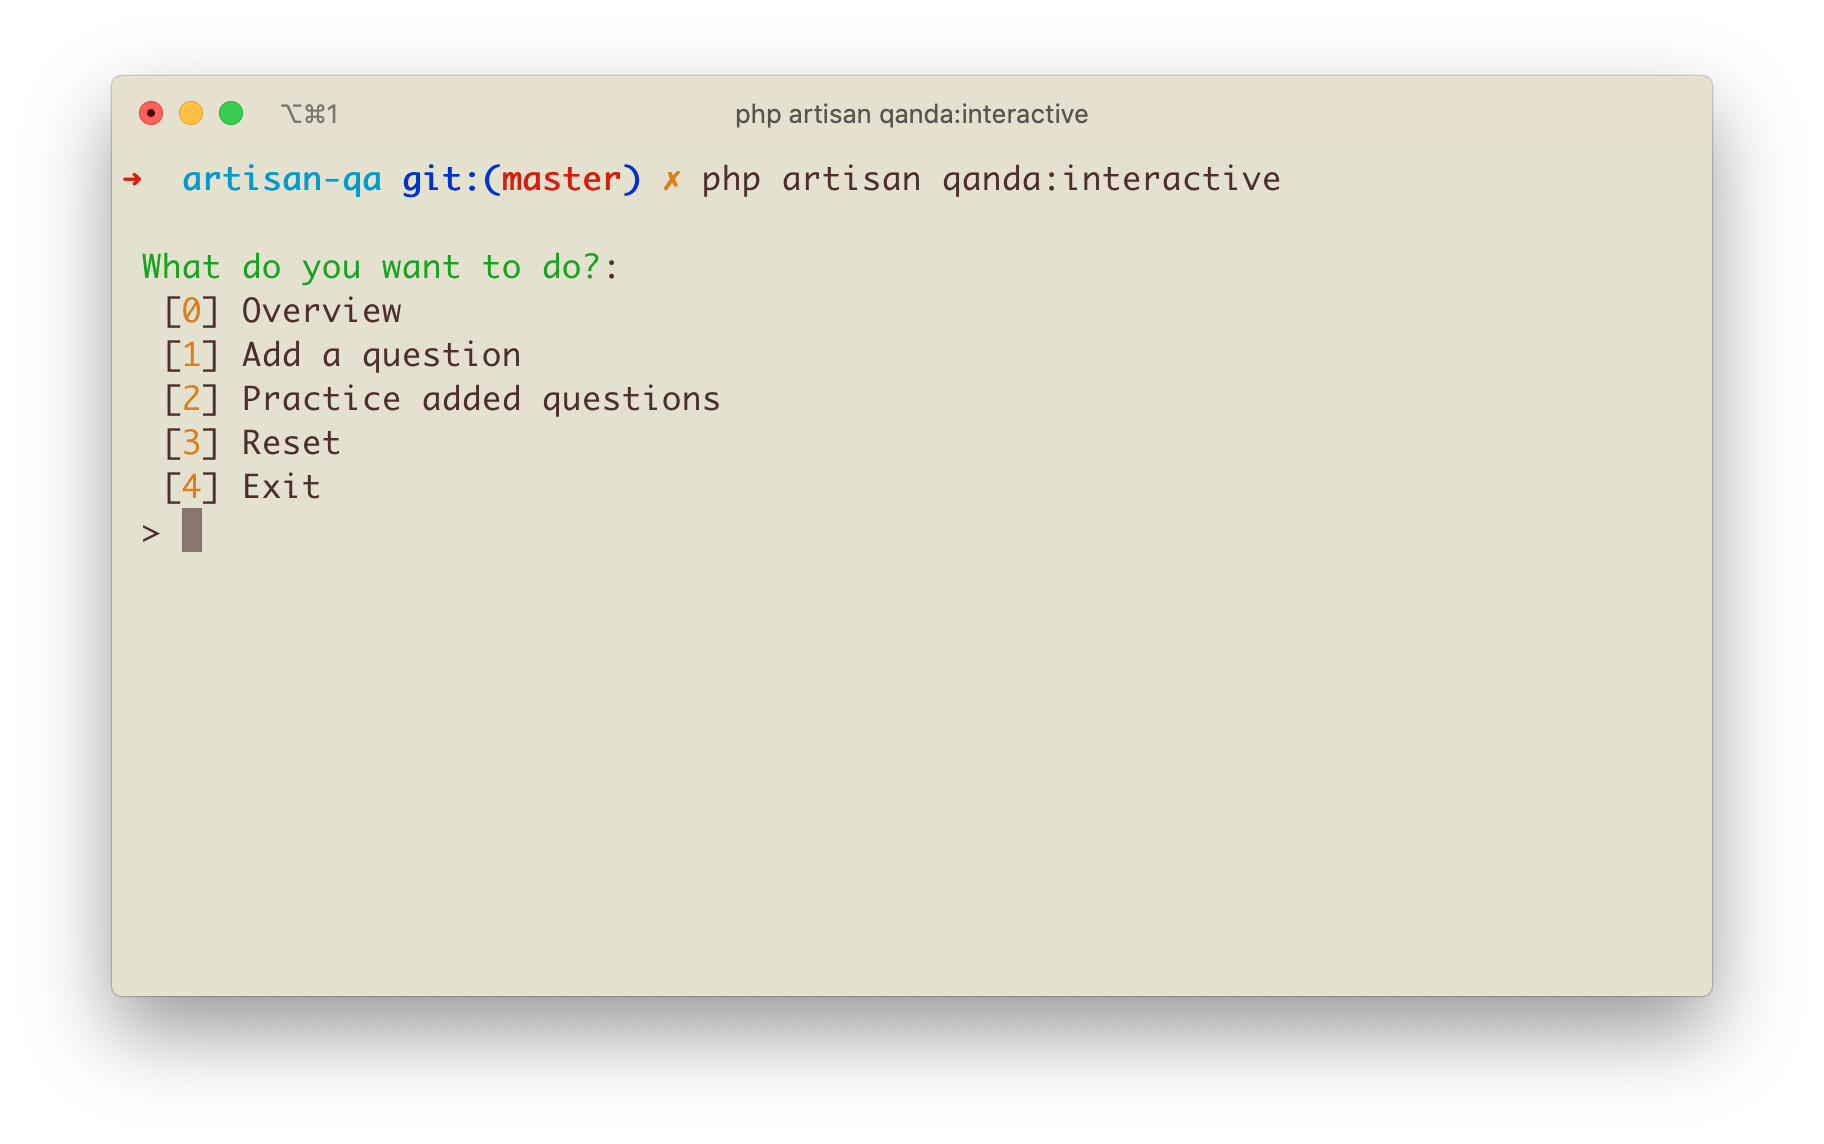 ⌥⌘1
php artisan qanda:interactive
➜  artisan-qa git:(master) ✗ php artisan qanda:interactive
What do you want to do?:
[0] Overview
[1] Add a question
[2] Practice added questions
[3] Reset
[4] Exit
>